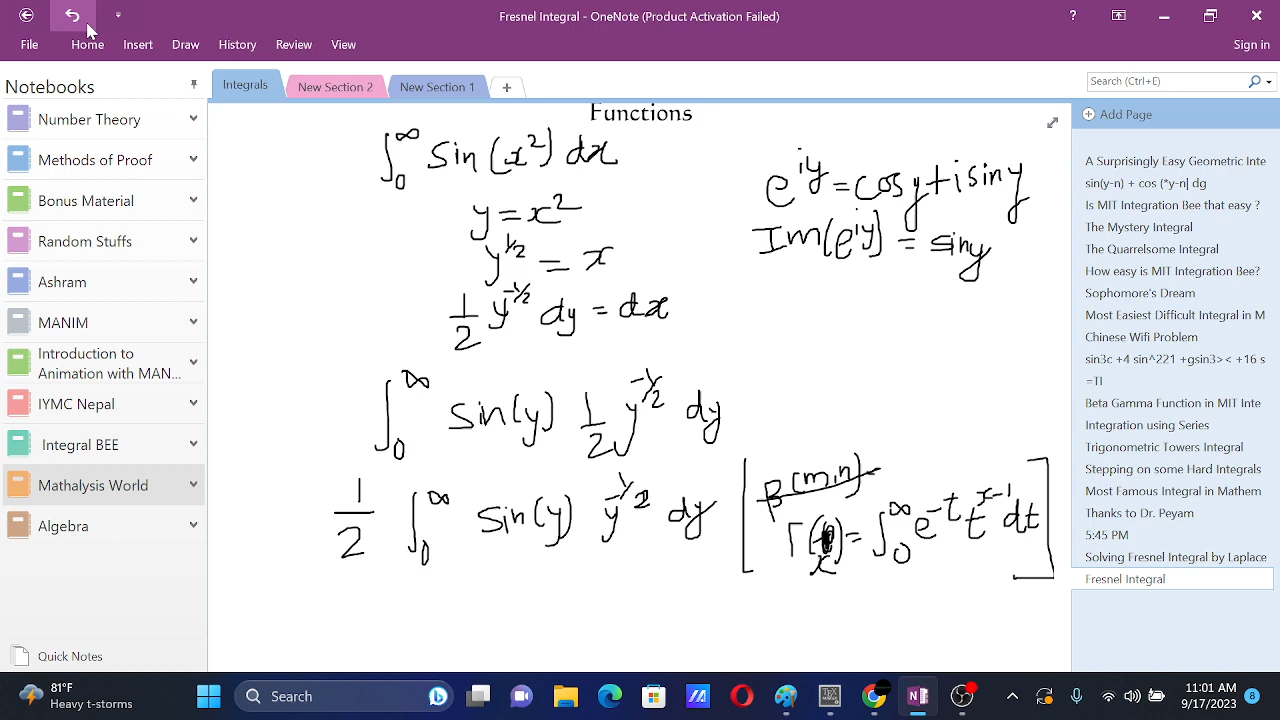 Fresnel Integral - OneNote (Product Activation Failed)
File Home Insert Draw History Review View
Sign in
Notebooks
Integrals
New Section 2
New Section 1
Search (Ctrl+E)
Number Theory
Methods of Proof
Bonus Material
Random Stuffs
Ashram
MANIM
Introduction to
Animation with MAN...
IYMC Nepal
Integral BEE
Mathalysis World
Algebra
Quick Notes
Functions
∫₀^∞ sin(x²) dx
y = x²
y^½ = x
1/2 y^-½ dy = dx
∫₀^∞ sin(y) 1/2 y^-½ dy
1/2 ∫₀^∞ sin(y) y^-½ dy
e^iy = cosy + isiny
Im(e^iy) = siny
β(m,n)
Γ(x) = ∫₀^∞ e^-t t^x-1 dt
Add Page
A Surprisingly Easy Geometric Inte
sin(y-n) + cos (*y-n| dg
Is MIT Integration Bee that easy ?
The Mystery Integral
The Quarrelsome Integral
How easy is MIT Integration Bee?
Sophomore's Dream
Most Easiest Difficult Integral in M
Chinese Wifi Problem
sin3c +4 sin^221 +gsin3>< +16 s
=TI
Beta Gamma Function in MIT Inte
Integration using Series
Trigonometric Towers Integral
Stepping on some Hard Integrals
Most Famous Integral in Mathem
Thanks to Dr. Peyam
5:45 PM
Solving Fresnel Integral by Laplace
Fresnel Integral
81°F
Heavy t-storms
Search
11:01 AM
5/17/2023
8